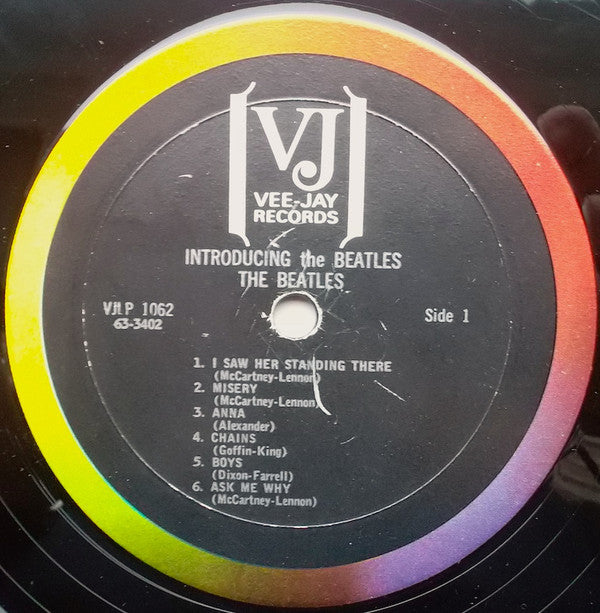 VJ
VEE-JAY
RECORDS
INTRODUCING the BEATLES
THE BEATLES
VJLP 1062
63-3402
Side 1
1. I SAW HER STANDING THERE
(McCartney-Lennon)
2. MISERY
(McCartney-Lennon)
3. ANNA
(Alexander)
4. CHAINS
(Goffin-King)
5. BOYS
(Dixon-Farrell)
6. ASK ME WHY
(McCartney-Lennon)